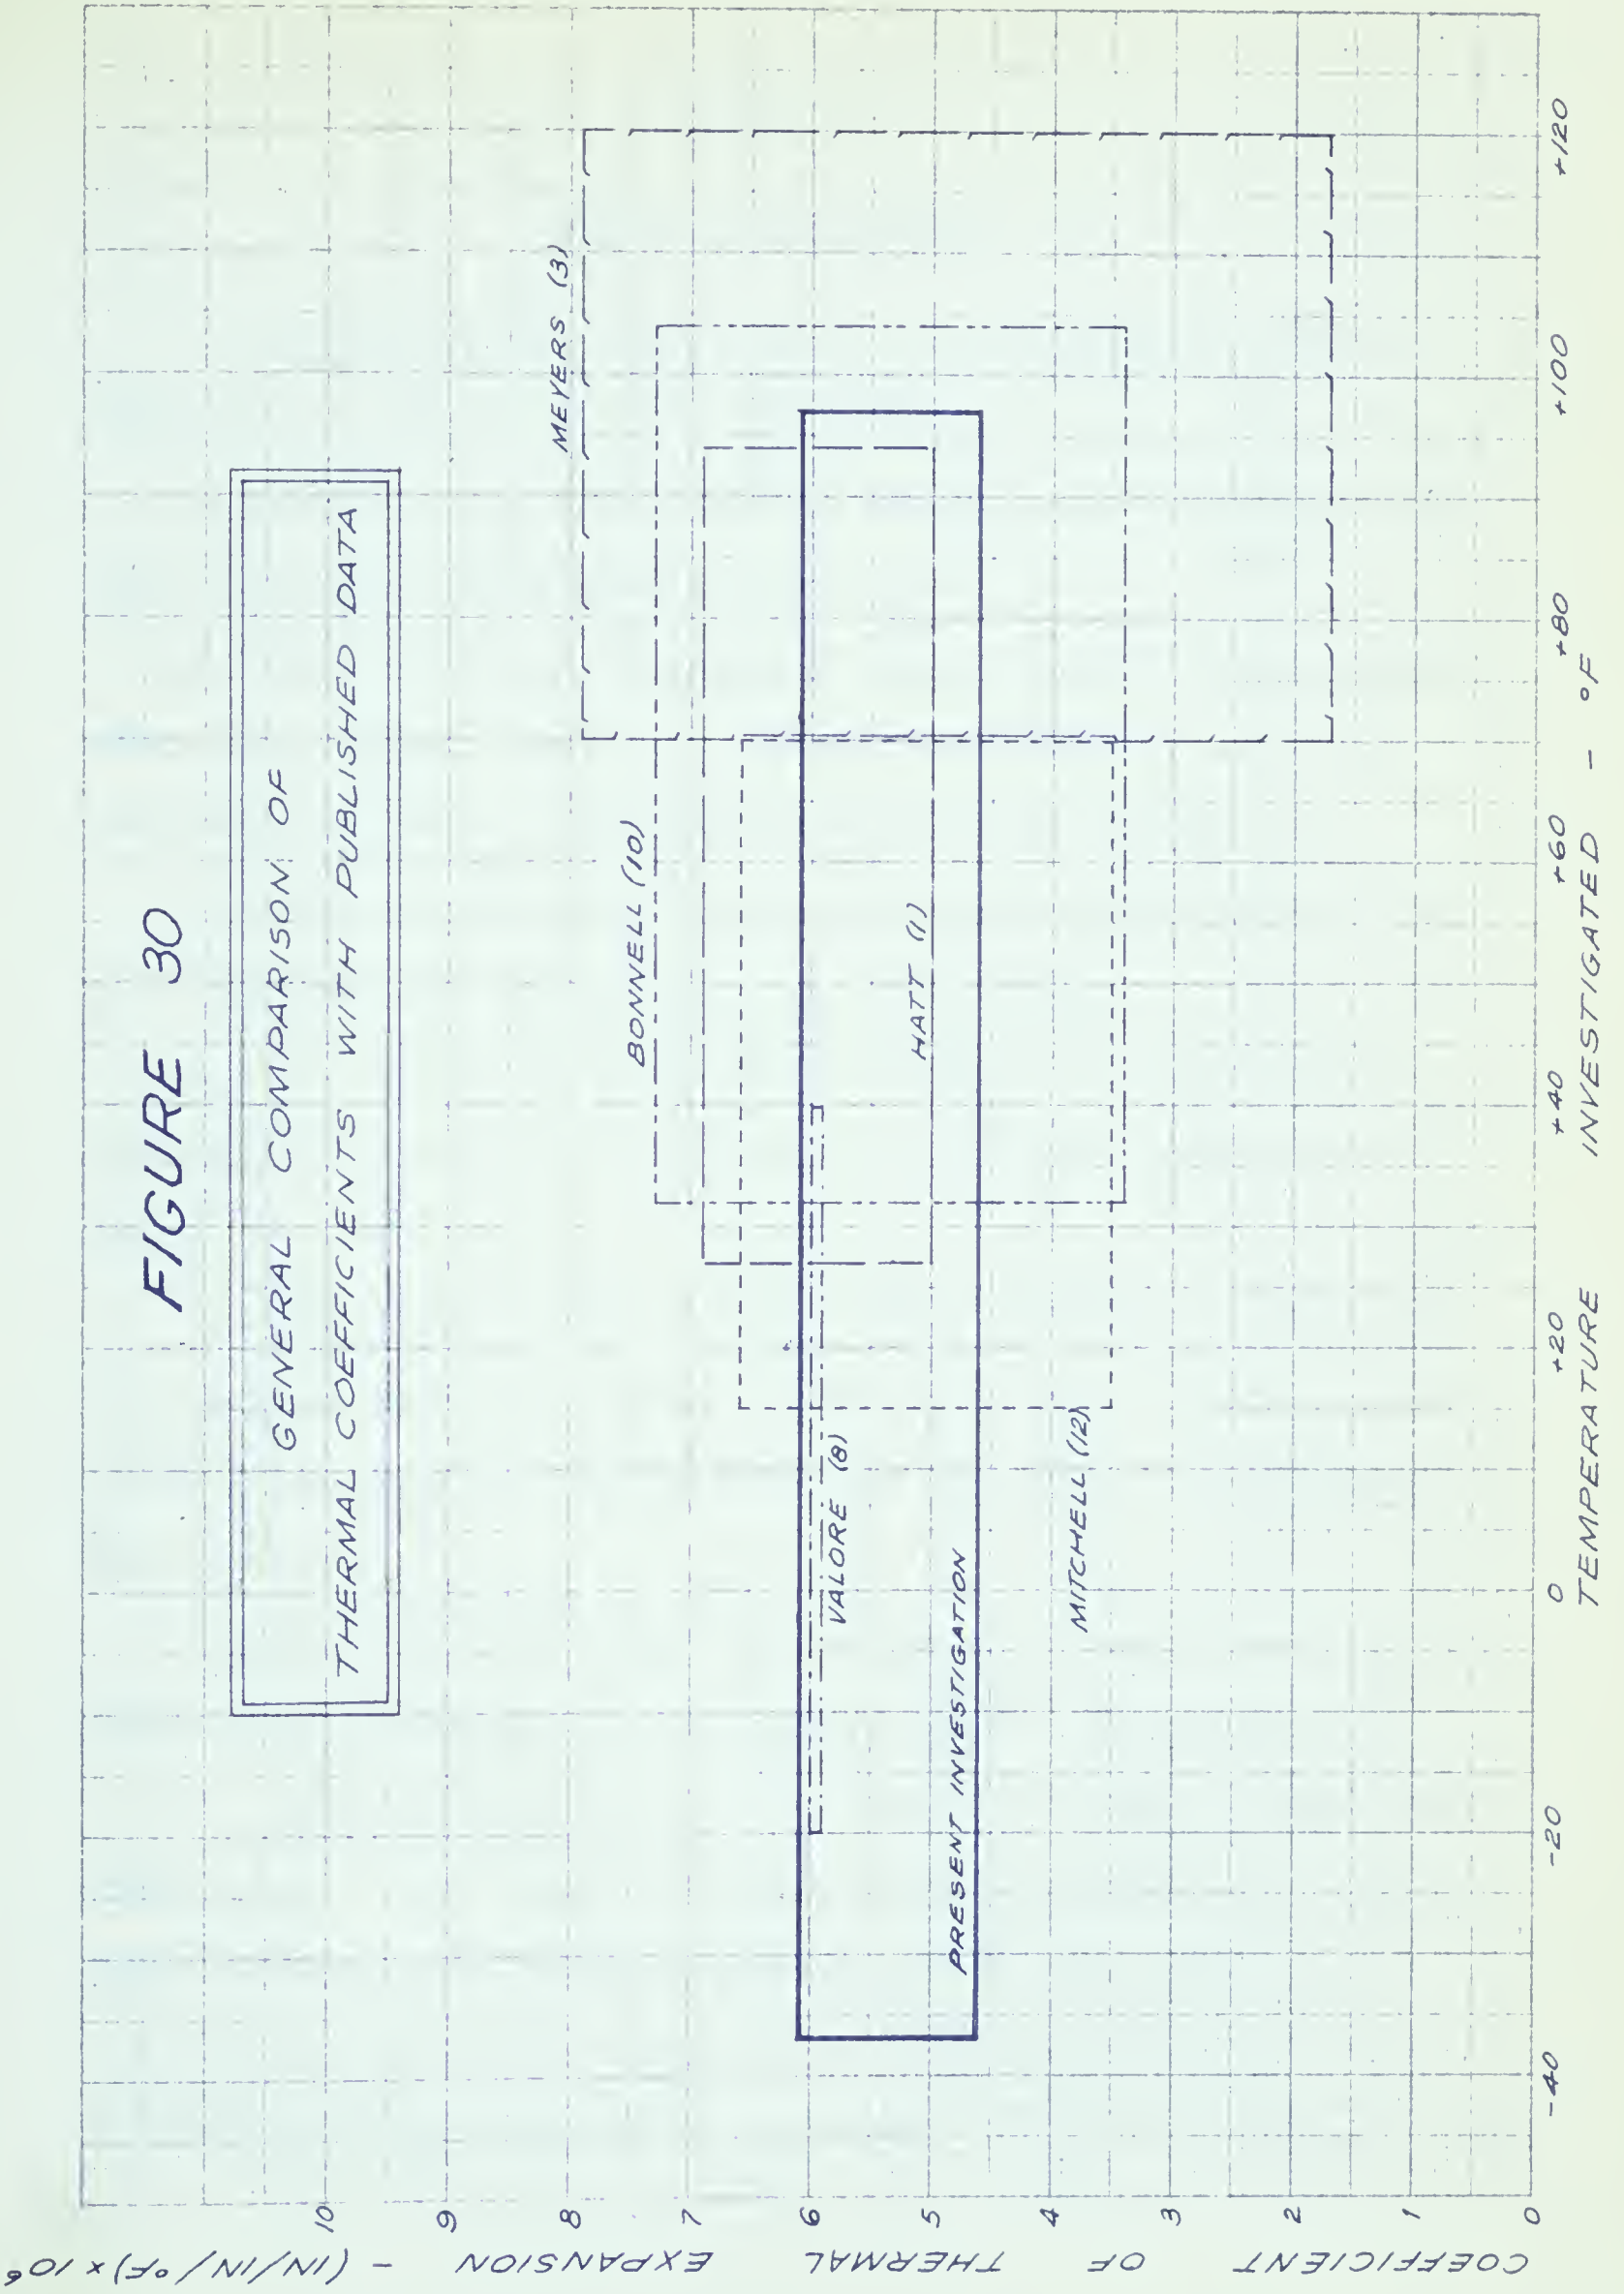 FIGURE 30
GENERAL COMPARISON OF
THERMAL COEFFICIENTS WITH PUBLISHED DATA
COEFFICIENT OF THERMAL EXPANSION - (IN/IN/°F) × 10⁶
10
9
8
7
6
5
4
3
2
1
0
MEYERS (3)
BONNELL (10)
HATT (1)
VALORE (8)
PRESENT INVESTIGATION
MITCHELL (12)
-40 -20 0 +20 +40 +60 +80 +100 +120
TEMPERATURE INVESTIGATED - °F